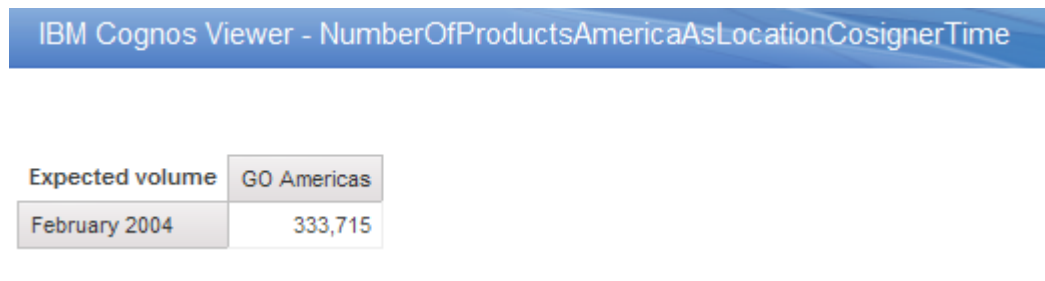 IBM Cognos Viewer - NumberOfProductsAmericaAsLocationCosignerTime
Expected volume GO Americas
February 2004 333,715